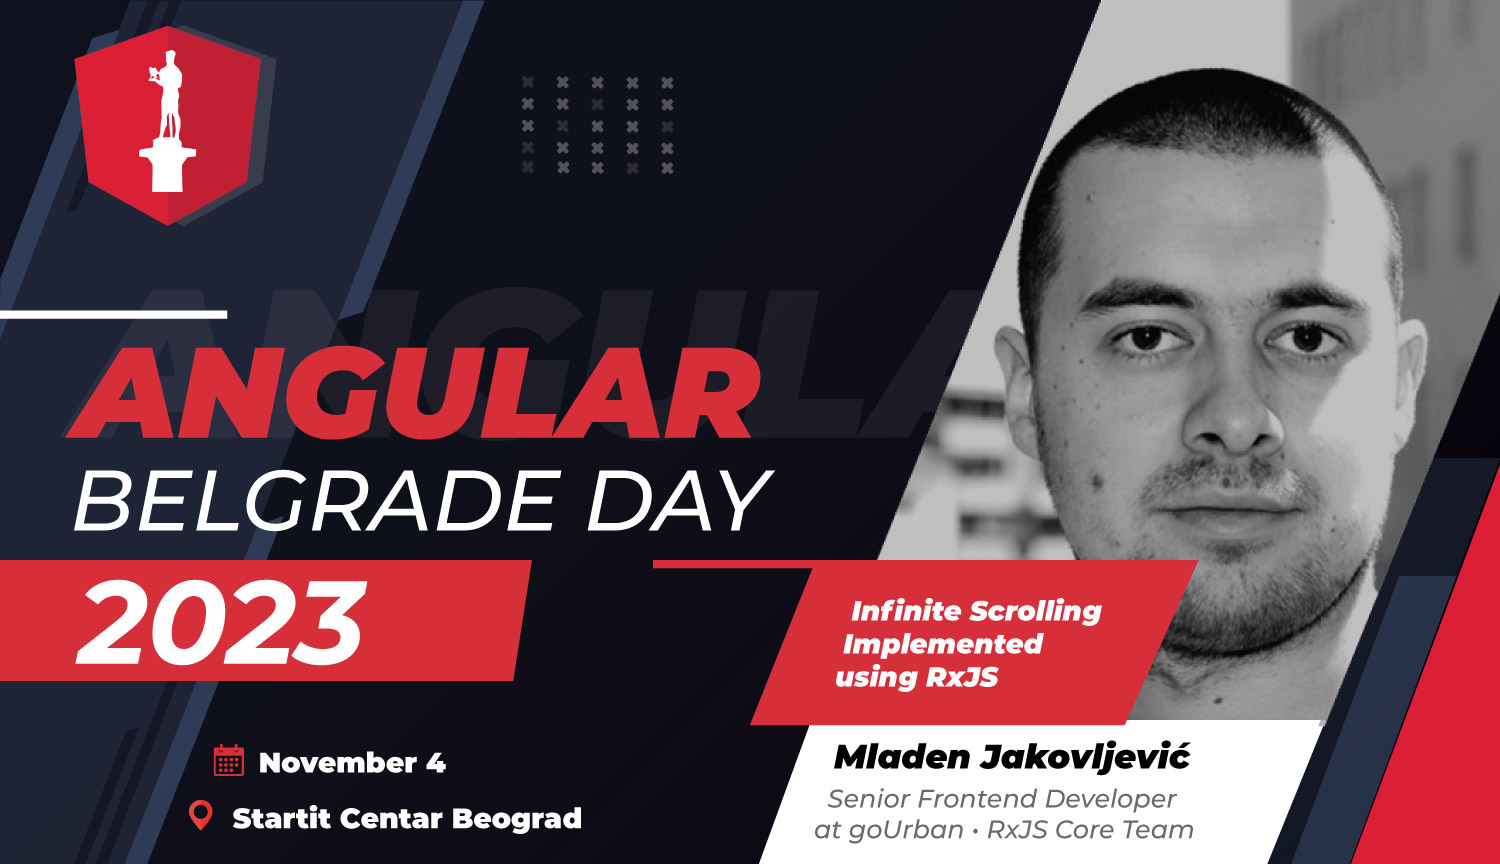 ANGULAR
ANGULAR
BELGRADE DAY
2023
November 4
Startit Centar Beograd
Infinite Scrolling
Implemented
using RxJS
Mladen Jakovljević
Senior Frontend Developer
at goUrban • RxJS Core Team